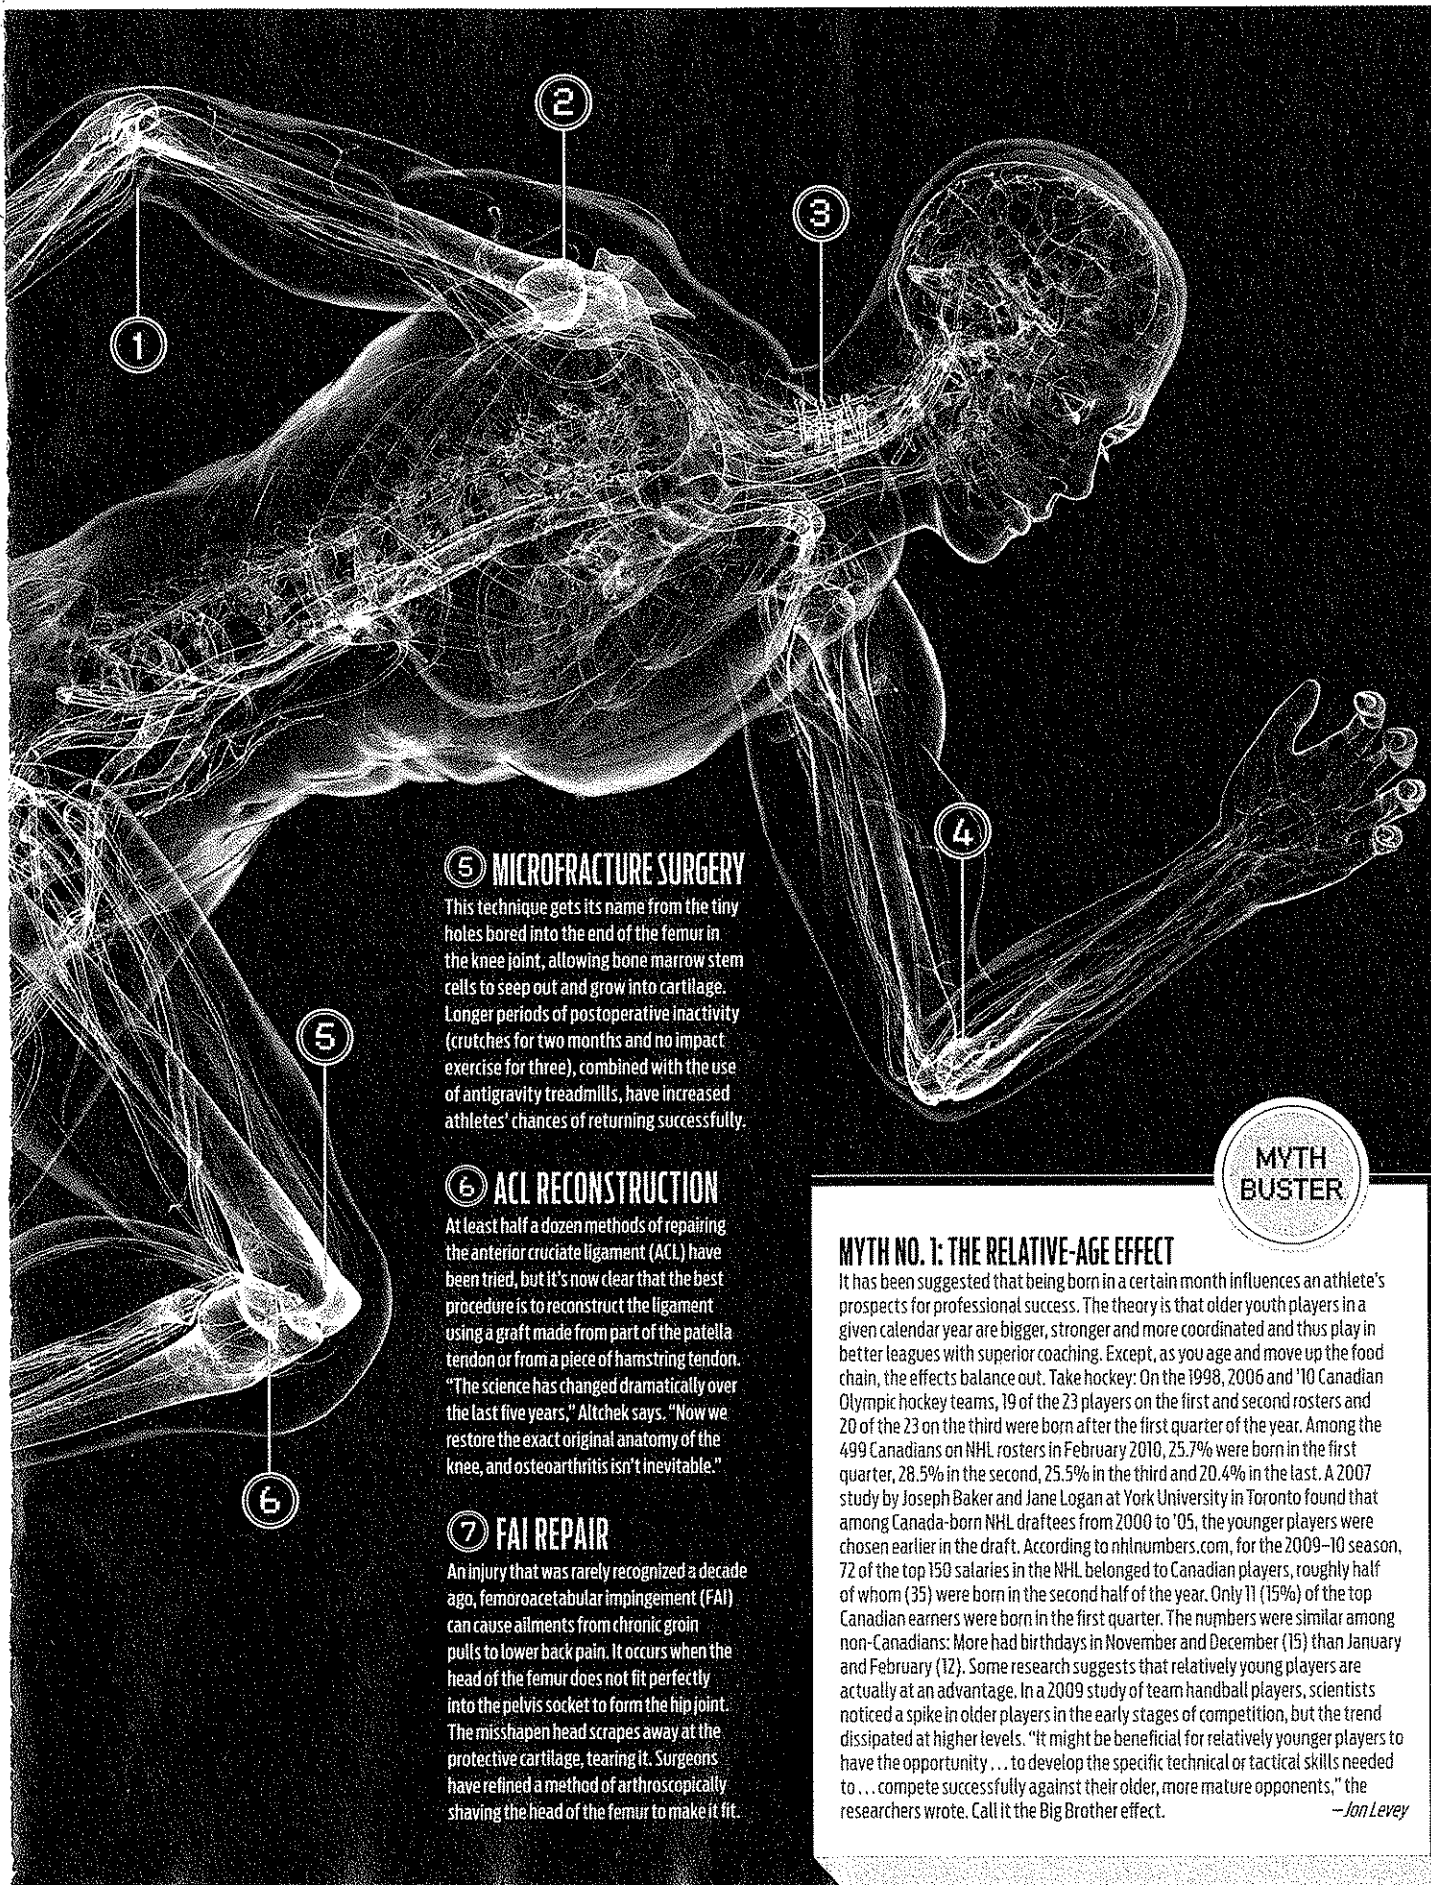 2
3
1
4
5 MICROFRACTURE SURGERY
This technique gets its name from the tiny
holes bored into the end of the femur in
the knee joint, allowing bone marrow stem
cells to seep out and grow into cartilage.
Longer periods of postoperative inactivity
(crutches for two months and no impact
exercise for three), combined with the use
of antigravity treadmills, have increased
athletes' chances of returning successfully.
5
6 ACL RECONSTRUCTION
At least half a dozen methods of repairing
the anterior cruciate ligament (ACL) have
been tried, but it's now clear that the best
procedure is to reconstruct the ligament
using a graft made from part of the patella
tendon or from a piece of hamstring tendon.
"The science has changed dramatically over
the last five years," Altchek says. "Now we
restore the exact original anatomy of the
knee, and osteoarthritis isn't inevitable."
6
7 FAI REPAIR
An injury that was rarely recognized a decade
ago, femoroacetabular impingement (FAI)
can cause ailments from chronic groin
pulls to lower back pain. It occurs when the
head of the femur does not fit perfectly
into the pelvis socket to form the hip joint.
The misshapen head scrapes away at the
protective cartilage, tearing it. Surgeons
have refined a method of arthroscopically
shaving the head of the femur to make it fit.
MYTH
BUSTER
MYTH NO. 1: THE RELATIVE-AGE EFFECT
It has been suggested that being born in a certain month influences an athlete's
prospects for professional success. The theory is that older youth players in a
given calendar year are bigger, stronger and more coordinated and thus play in
better leagues with superior coaching. Except, as you age and move up the food
chain, the effects balance out. Take hockey: On the 1998, 2006 and '10 Canadian
Olympic hockey teams, 19 of the 23 players on the first and second rosters and
20 of the 23 on the third were born after the first quarter of the year. Among the
499 Canadians on NHL rosters in February 2010, 25.7% were born in the first
quarter, 28.5% in the second, 25.5% in the third and 20.4% in the last. A 2007
study by Joseph Baker and Jane Logan at York University in Toronto found that
among Canada-born NHL draftees from 2000 to '05, the younger players were
chosen earlier in the draft. According to nhlnumbers.com, for the 2009–10 season,
72 of the top 150 salaries in the NHL belonged to Canadian players, roughly half
of whom (35) were born in the second half of the year. Only 11 (15%) of the top
Canadian earners were born in the first quarter. The numbers were similar among
non-Canadians: More had birthdays in November and December (15) than January
and February (12). Some research suggests that relatively young players are
actually at an advantage. In a 2009 study of team handball players, scientists
noticed a spike in older players in the early stages of competition, but the trend
dissipated at higher levels. "It might be beneficial for relatively younger players to
have the opportunity ... to develop the specific technical or tactical skills needed
to ... compete successfully against their older, more mature opponents," the
researchers wrote. Call it the Big Brother effect. —Jon Levey